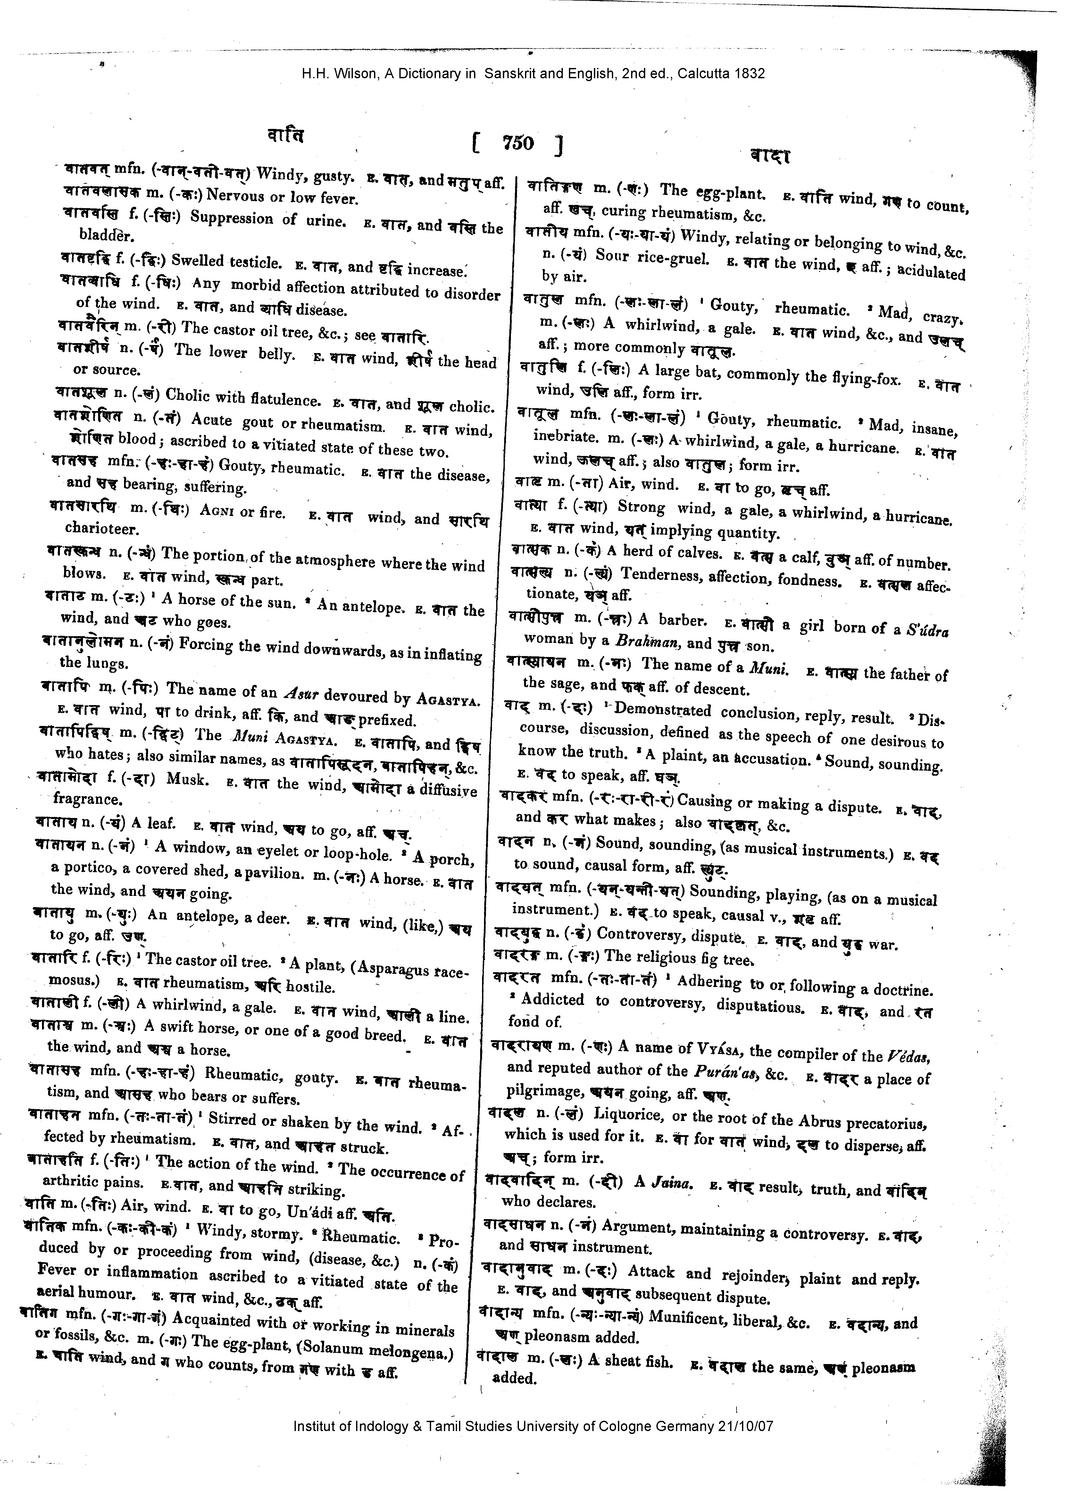 H.H. Wilson, A Dictionary in Sanskrit and English, 2nd ed., Calcutta 1832
वाति
[ 750 ]
वादा
वातवत् mfn. (-वान्-वती-वत्) Windy, gusty. E. वात, and मतुप् aff.
वातवलासक m. (-कः) Nervous or low fever.
वातवस्ति f. (-स्तिः) Suppression of urine. E. वात, and वस्ति the
bladder.
वातवृद्धि f. (-द्धिः) Swelled testicle. E. वात, and वृद्धि increase.
वातव्याधि f. (-धिः) Any morbid affection attributed to disorder
of the wind. E. वात, and व्याधि disease.
वातवैरिन् m. (-री) The castor oil tree, &c.; see वातारि.
वातशीर्ष n. (-र्षं) The lower belly. E. वात wind, शीर्ष the head
or source.
वातशूल n. (-लं) Cholic with flatulence. E. वात, and शूल cholic.
वातशोणित n. (-तं) Acute gout or rheumatism. E. वात wind,
शोणित blood; ascribed to a vitiated state of these two.
वातसह mfn. (-हः-हा-हं) Gouty, rheumatic. E. वात the disease,
and सह bearing, suffering.
वातसारथि m. (-थिः) AGNI or fire. E. वात wind, and सारथि
charioteer.
वातस्कन्ध n. (-न्धं) The portion of the atmosphere where the wind
blows. E. वात wind, स्कन्ध part.
वाताट m. (-टः) ¹ A horse of the sun. ² An antelope. E. वात the
wind, and अट who goes.
वातानुलोमन n. (-नं) Forcing the wind downwards, as in inflating
the lungs.
वातापि m. (-पिः) The name of an Asur devoured by AGASTYA.
E. वात wind, पा to drink, aff. कि, and आङ् prefixed.
वातापिद्विष् m. (-द्विट्) The Muni AGASTYA. E. वातापि, and द्विष्
who hates; also similar names, as वातापिसूदन, वातापिहन्, &c.
वातामोदा f. (-दा) Musk. E. वात the wind, आमोदा a diffusive
fragrance.
वाताय n. (-यं) A leaf. E. वात wind, अय to go, aff. अच्.
वातायन n. (-नं) ¹ A window, an eyelet or loop-hole. ² A porch,
a portico, a covered shed, a pavilion. m. (-नः) A horse. E. वात
the wind, and अयन going.
वातायु m. (-युः) An antelope, a deer. E. वात wind, (like,) अय
to go, aff. उण्.
वातारि f. (-रिः) ¹ The castor oil tree. ² A plant, (Asparagus race-
mosus.) E. वात rheumatism, अरि hostile.
वाताली f. (-ली) A whirlwind, a gale. E. वात wind, आली a line.
वाताश्व m. (-श्वः) A swift horse, or one of a good breed. E. वात
the wind, and अश्व a horse.
वातासह mfn. (-हः-हा-हं) Rheumatic, gouty. E. वात rheuma-
tism, and आसह who bears or suffers.
वाताहत mfn. (-तः-ता-तं) ¹ Stirred or shaken by the wind. ² Af-
fected by rheumatism. E. वात, and आहत struck.
वाताहति f. (-तिः) ¹ The action of the wind. ² The occurrence of
arthritic pains. E. वात, and आहति striking.
वाति m. (-तिः) Air, wind. E. वा to go, Un'ádi aff. अति.
वातिक mfn. (-कः-की-कं) ¹ Windy, stormy. ² Rheumatic. ³ Pro-
duced by or proceeding from wind, (disease, &c.) n. (-कं)
Fever or inflammation ascribed to a vitiated state of the
aerial humour. E. वात wind, &c., ठक् aff.
वातिग mfn. (-गः-गा-गं) Acquainted with or working in minerals
or fossils, &c. m. (-गः) The egg-plant, (Solanum melongena.)
E. वाति wind, and ग who counts, from गण with ड aff.
वातिङ्गण m. (-णः) The egg-plant. E. वाति wind, गण to count,
aff. खच्, curing rheumatism, &c.
वातीय mfn. (-यः-या-यं) Windy, relating or belonging to wind, &c.
n. (-यं) Sour rice-gruel. E. वात the wind, छ aff.; acidulated
by air.
वातुल mfn. (-लः-ला-लं) ¹ Gouty, rheumatic. ² Mad, crazy.
m. (-लः) A whirlwind, a gale. E. वात wind, &c., and उलच्
aff.; more commonly वातूल.
वातुलि f. (-लिः) A large bat, commonly the flying-fox. E. वात
wind, उलि aff., form irr.
वातूल mfn. (-लः-ला-लं) ¹ Gouty, rheumatic. ² Mad, insane,
inebriate. m. (-लः) A whirlwind, a gale, a hurricane. E. वात
wind, ऊलच् aff.; also वातुल; form irr.
वातृ m. (-ता) Air, wind. E. वा to go, तृच् aff.
वात्या f. (-त्या) Strong wind, a gale, a whirlwind, a hurricane.
E. वात wind, यत् implying quantity.
वात्सक n. (-कं) A herd of calves. E. वत्स a calf, वुञ् aff. of number.
वात्सल्य n. (-ल्यं) Tenderness, affection, fondness. E. वत्सल affec-
tionate, ष्यञ् aff.
वात्सीपुत्त्र m. (-त्त्रः) A barber. E. वात्सी a girl born of a S'údra
woman by a Brahman, and पुत्त्र son.
वात्स्यायन m. (-नः) The name of a Muni. E. वात्स्य the father of
the sage, and फक् aff. of descent.
वाद m. (-दः) ¹ Demonstrated conclusion, reply, result. ² Dis-
course, discussion, defined as the speech of one desirous to
know the truth. ³ A plaint, an accusation. ⁴ Sound, sounding.
E. वद to speak, aff. घञ्.
वादकर mfn. (-रः-रा-री-रं) Causing or making a dispute. E. वाद,
and कर what makes; also वादकृत्, &c.
वादन n. (-नं) Sound, sounding, (as musical instruments.) E. वद
to sound, causal form, aff. ल्युट्.
वादयत् mfn. (-यन्-यन्ती-यत्) Sounding, playing, (as on a musical
instrument.) E. वद to speak, causal v., शतृ aff.
वादयुद्ध n. (-द्धं) Controversy, dispute. E. वाद, and युद्ध war.
वादरङ्ग m. (-ङ्गः) The religious fig tree.
वादरत mfn. (-तः-ता-तं) ¹ Adhering to or following a doctrine.
² Addicted to controversy, disputatious. E. वाद, and रत
fond of.
वादरायण m. (-णः) A name of VYÁSA, the compiler of the Védas,
and reputed author of the Purán'as, &c. E. वादर a place of
pilgrimage, अयन going, aff. अण्.
वादल n. (-लं) Liquorice, or the root of the Abrus precatorius,
which is used for it. E. वा for वात wind, दल to disperse, aff.
अच्; form irr.
वादवादिन् m. (-दी) A Jaina. E. वाद result, truth, and वादिन्
who declares.
वादसाधन n. (-नं) Argument, maintaining a controversy. E. वाद,
and साधन instrument.
वादानुवाद m. (-दः) Attack and rejoinder, plaint and reply.
E. वाद, and अनुवाद subsequent dispute.
वादान्य mfn. (-न्यः-न्या-न्यं) Munificent, liberal, &c. E. वदान्य, and
अण् pleonasm added.
वादाल m. (-लः) A sheat fish. E. वदाल the same, अण् pleonasm
added.
Institut of Indology & Tamil Studies University of Cologne Germany 21/10/07